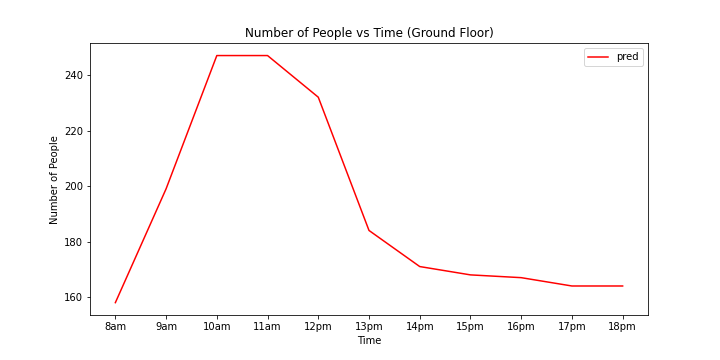 Number of People vs Time (Ground Floor)
pred
240
220
200
180
160
Number of People
8am 9am 10am 11am 12pm 13pm 14pm 15pm 16pm 17pm 18pm
Time